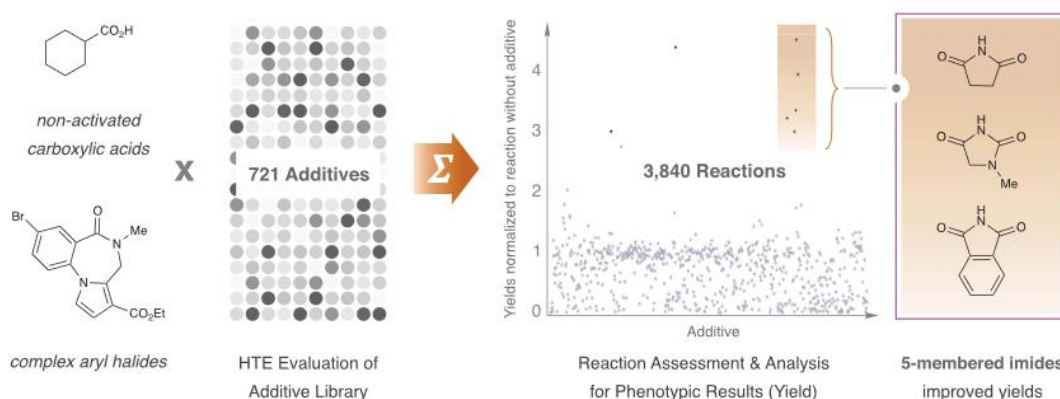 CO₂H
non-activated
carboxylic acids
X
Br
O
N
Me
N
CO₂Et
complex aryl halides
721 Additives
HTE Evaluation of
Additive Library
Σ
Yields normalized to reaction without additive
4
3
2
1
0
3,840 Reactions
Additive
Reaction Assessment & Analysis
for Phenotypic Results (Yield)
H
N
O
O
H
N
O
O
N
Me
H
N
O
O
5-membered imides
improved yields